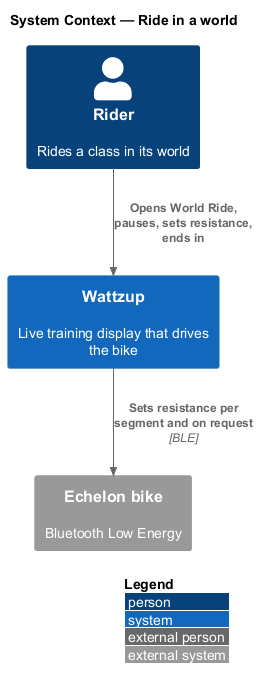 System Context — Ride in a world
Rider
Rides a class in its world
Opens World Ride,
pauses, sets resistance,
ends in
Wattzup
Live training display that drives
the bike
Sets resistance per
segment and on request
[BLE]
Echelon bike
Bluetooth Low Energy
Legend
person
system
external person
external system